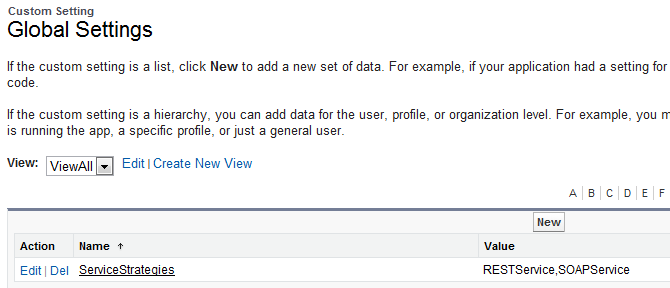 Custom Setting
Global Settings
If the custom setting is a list, click New to add a new set of data. For example, if your application had a setting for
code.
If the custom setting is a hierarchy, you can add data for the user, profile, or organization level. For example, you m
is running the app, a specific profile, or just a general user.
View: ViewAll Edit | Create New View
A | B | C | D | E | F
New
Action Name ↑ Value
Edit | Del ServiceStrategies RESTService,SOAPService